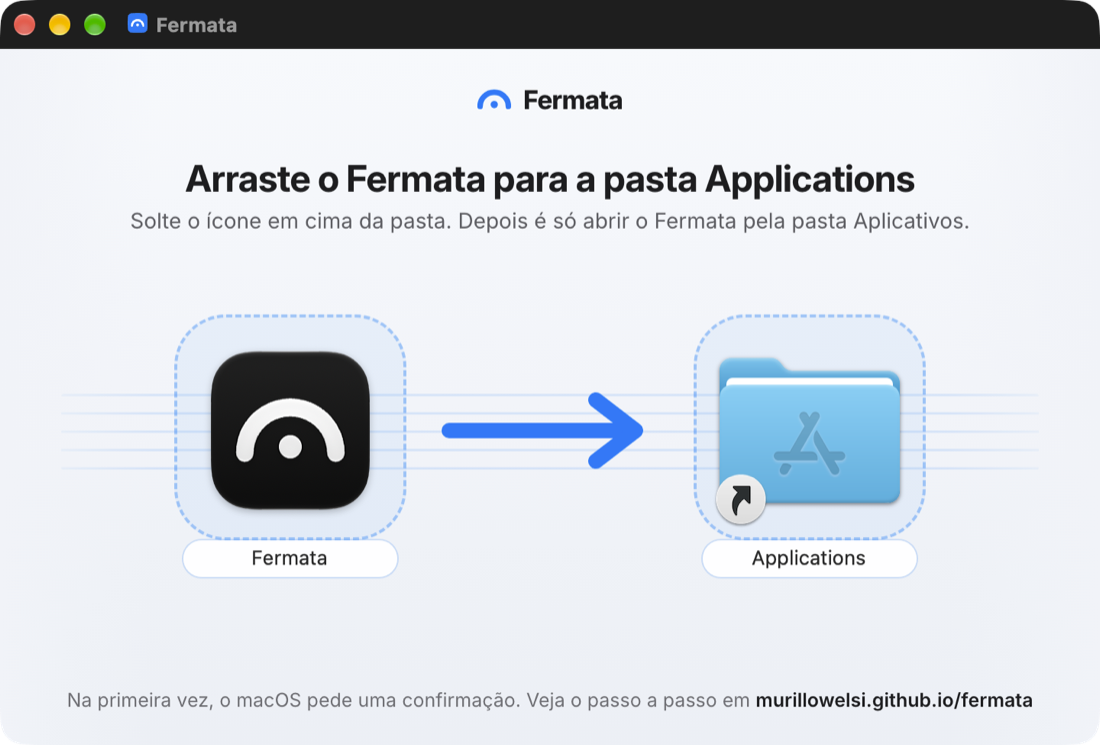 Fermata
Fermata
Arraste o Fermata para a pasta Applications
Solte o ícone em cima da pasta. Depois é só abrir o Fermata pela pasta Aplicativos.
Fermata
Applications
Na primeira vez, o macOS pede uma confirmação. Veja o passo a passo em murillowelsi.github.io/fermata